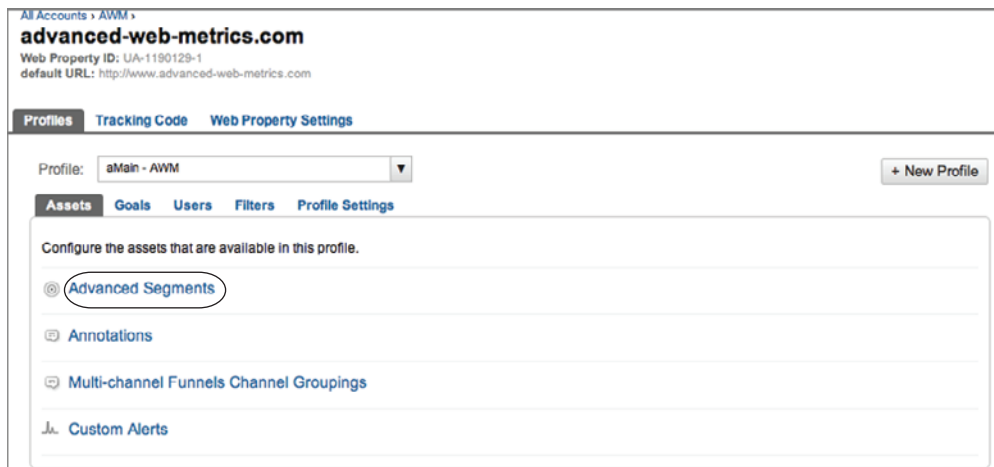 All Accounts › AWM ›
advanced-web-metrics.com
Web Property ID: UA-1190129-1
default URL: http://www.advanced-web-metrics.com
Profiles Tracking Code Web Property Settings
Profile: aMain - AWM + New Profile
Assets Goals Users Filters Profile Settings
Configure the assets that are available in this profile.
Advanced Segments
Annotations
Multi-channel Funnels Channel Groupings
Custom Alerts